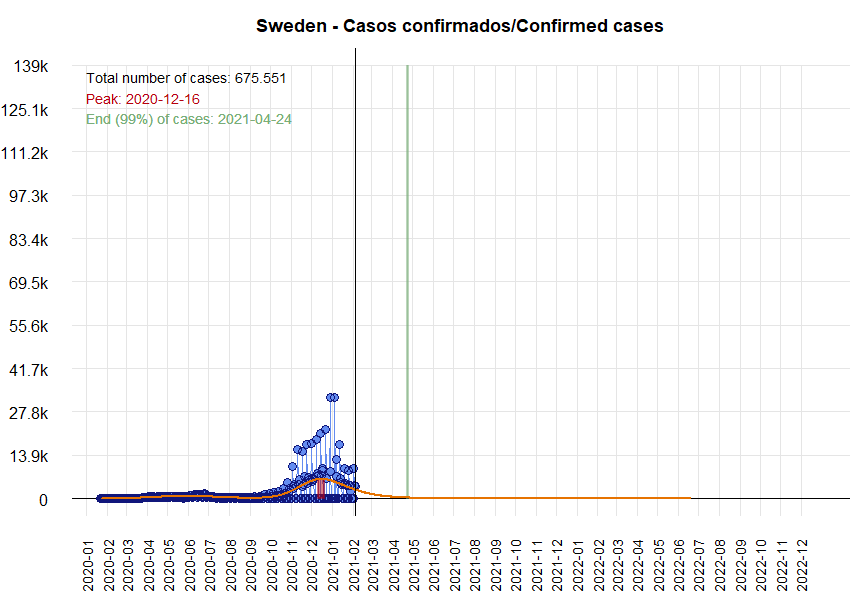 Sweden - Casos confirmados/Confirmed cases
Total number of cases: 675.551
Peak: 2020-12-16
End (99%) of cases: 2021-04-24
139k
125.1k
111.2k
97.3k
83.4k
69.5k
55.6k
41.7k
27.8k
13.9k
0
2020-01
2020-02
2020-03
2020-04
2020-05
2020-06
2020-07
2020-08
2020-09
2020-10
2020-11
2020-12
2021-01
2021-02
2021-03
2021-04
2021-05
2021-06
2021-07
2021-08
2021-09
2021-10
2021-11
2021-12
2022-01
2022-02
2022-03
2022-04
2022-05
2022-06
2022-07
2022-08
2022-09
2022-10
2022-11
2022-12